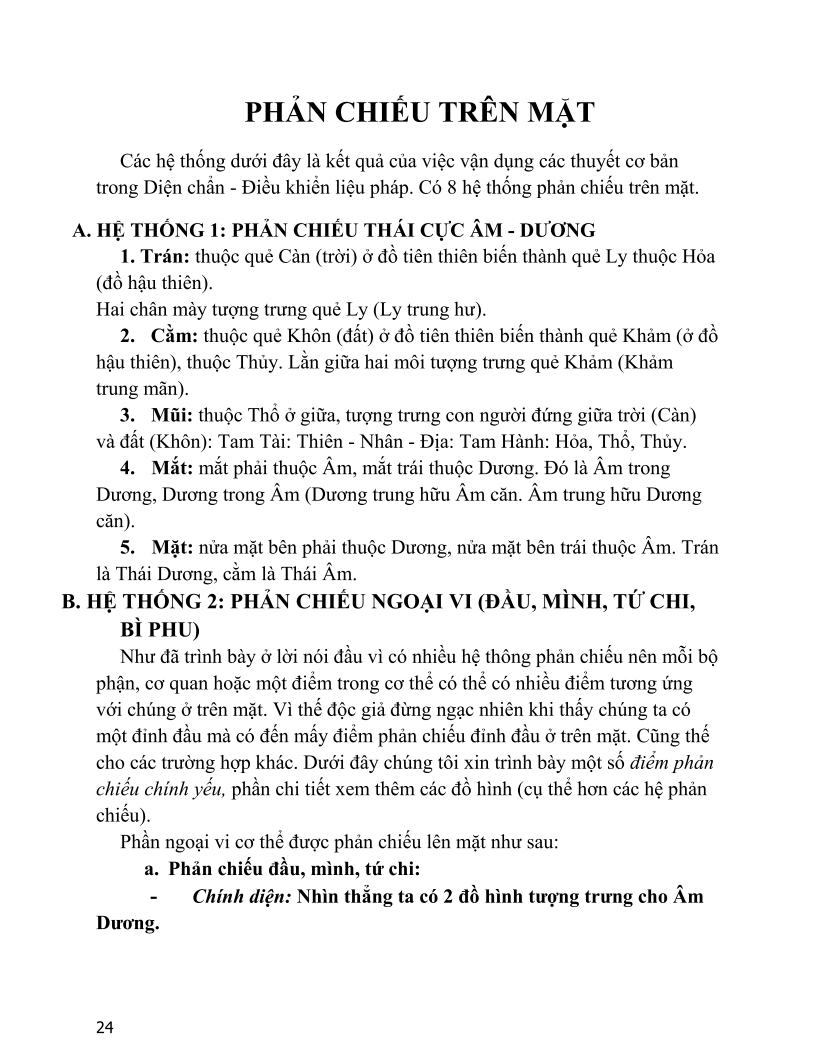 PHẢN CHIẾU TRÊN MẶT
Các hệ thống dưới đây là kết quả của việc vận dụng các thuyết cơ bản
trong Diện chẩn - Điều khiển liệu pháp. Có 8 hệ thống phản chiếu trên mặt.
A. HỆ THỐNG 1: PHẢN CHIẾU THÁI CỰC ÂM - DƯƠNG
1. Trán: thuộc quẻ Càn (trời) ở đồ tiên thiên biến thành quẻ Ly thuộc Hỏa
(đồ hậu thiên).
Hai chân mày tượng trưng quẻ Ly (Ly trung hư).
2. Cằm: thuộc quẻ Khôn (đất) ở đồ tiên thiên biến thành quẻ Khảm (ở đồ
hậu thiên), thuộc Thủy. Lằn giữa hai môi tượng trưng quẻ Khảm (Khảm
trung mãn).
3. Mũi: thuộc Thổ ở giữa, tượng trưng con người đứng giữa trời (Càn)
và đất (Khôn): Tam Tài: Thiên - Nhân - Địa: Tam Hành: Hỏa, Thổ, Thủy.
4. Mắt: mắt phải thuộc Âm, mắt trái thuộc Dương. Đó là Âm trong
Dương, Dương trong Âm (Dương trung hữu Âm căn. Âm trung hữu Dương
căn).
5. Mặt: nửa mặt bên phải thuộc Dương, nửa mặt bên trái thuộc Âm. Trán
là Thái Dương, cằm là Thái Âm.
B. HỆ THỐNG 2: PHẢN CHIẾU NGOẠI VI (ĐẦU, MÌNH, TỨ CHI,
BÌ PHU)
Như đã trình bày ở lời nói đầu vì có nhiều hệ thông phản chiếu nên mỗi bộ
phận, cơ quan hoặc một điểm trong cơ thể có thể có nhiều điểm tương ứng
với chúng ở trên mặt. Vì thế độc giả đừng ngạc nhiên khi thấy chúng ta có
một đỉnh đầu mà có đến mấy điểm phản chiếu đỉnh đầu ở trên mặt. Cũng thế
cho các trường hợp khác. Dưới đây chúng tôi xin trình bày một số điểm phản
chiếu chính yếu, phần chi tiết xem thêm các đồ hình (cụ thể hơn các hệ phản
chiếu).
Phần ngoại vi cơ thể được phản chiếu lên mặt như sau:
a. Phản chiếu đầu, mình, tứ chi:
- Chính diện: Nhìn thẳng ta có 2 đồ hình tượng trưng cho Âm
Dương.
24